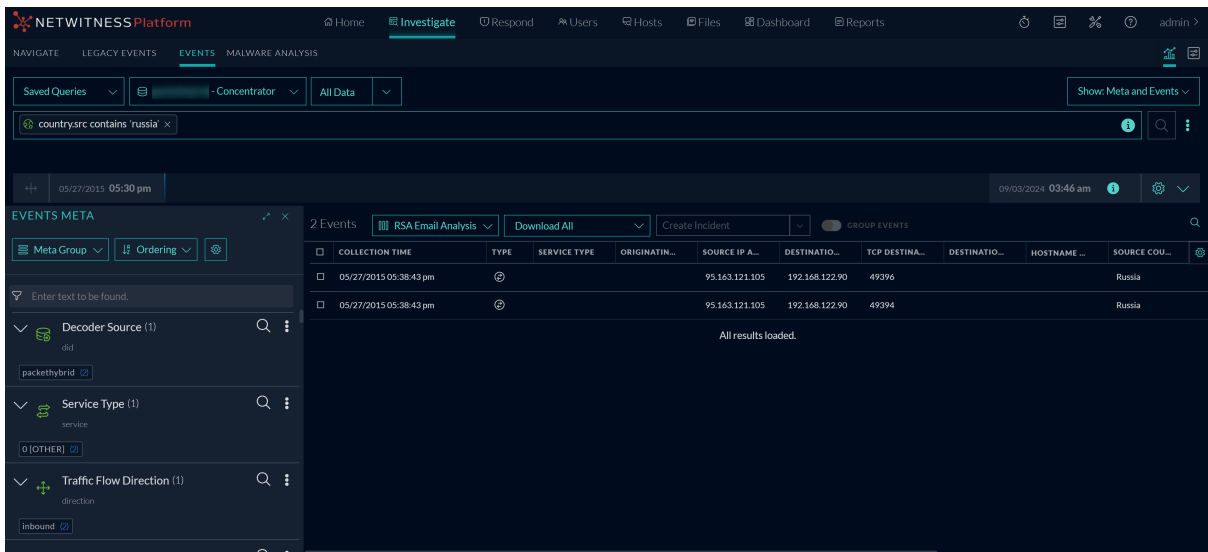 NETWITNESS Platform
Home Investigate Respond Users Hosts Files Dashboard Reports admin >
NAVIGATE LEGACY EVENTS EVENTS MALWARE ANALYSIS
Saved Queries - Concentrator All Data Show: Meta and Events
country.src contains 'russia' ×
05/27/2015 05:30 pm 09/03/2024 03:46 am
EVENTS META
2 Events RSA Email Analysis Download All Create Incident GROUP EVENTS
Meta Group Ordering
COLLECTION TIME TYPE SERVICE TYPE ORIGINATIN... SOURCE IP A... DESTINATIO... TCP DESTINA... DESTINATIO... HOSTNAME ... SOURCE COU...
05/27/2015 05:38:43 pm 95.163.121.105 192.168.122.90 49396 Russia
Enter text to be found.
05/27/2015 05:38:43 pm 95.163.121.105 192.168.122.90 49394 Russia
All results loaded.
Decoder Source (1)
did
packethybrid (2)
Service Type (1)
service
0 [OTHER] (2)
Traffic Flow Direction (1)
direction
inbound (2)